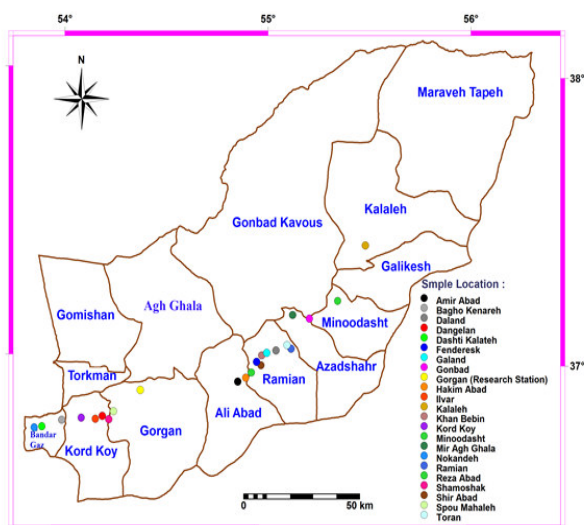 54°
55°
56°
N
38°
Maraveh Tapeh
Kalaleh
Gonbad Kavous
Galikesh
Agh Ghala
Gomishan
Minoodasht
Smple Location :
Amir Abad
Bagho Kenareh
Daland
Dangelan
Dashti Kalateh
Fenderesk
Galand
Gonbad
Gorgan (Research Station)
Hakim Abad
Ilvar
Kalaleh
Khan Bebin
Kord Koy
Minoodasht
Mir Agh Ghala
Nokandeh
Ramian
Reza Abad
Shamoshak
Shir Abad
Spou Mahaleh
Toran
37°
Azadshahr
Torkman
Ramian
Ali Abad
Bandar
Gaz
Gorgan
Kord Koy
0
50 km